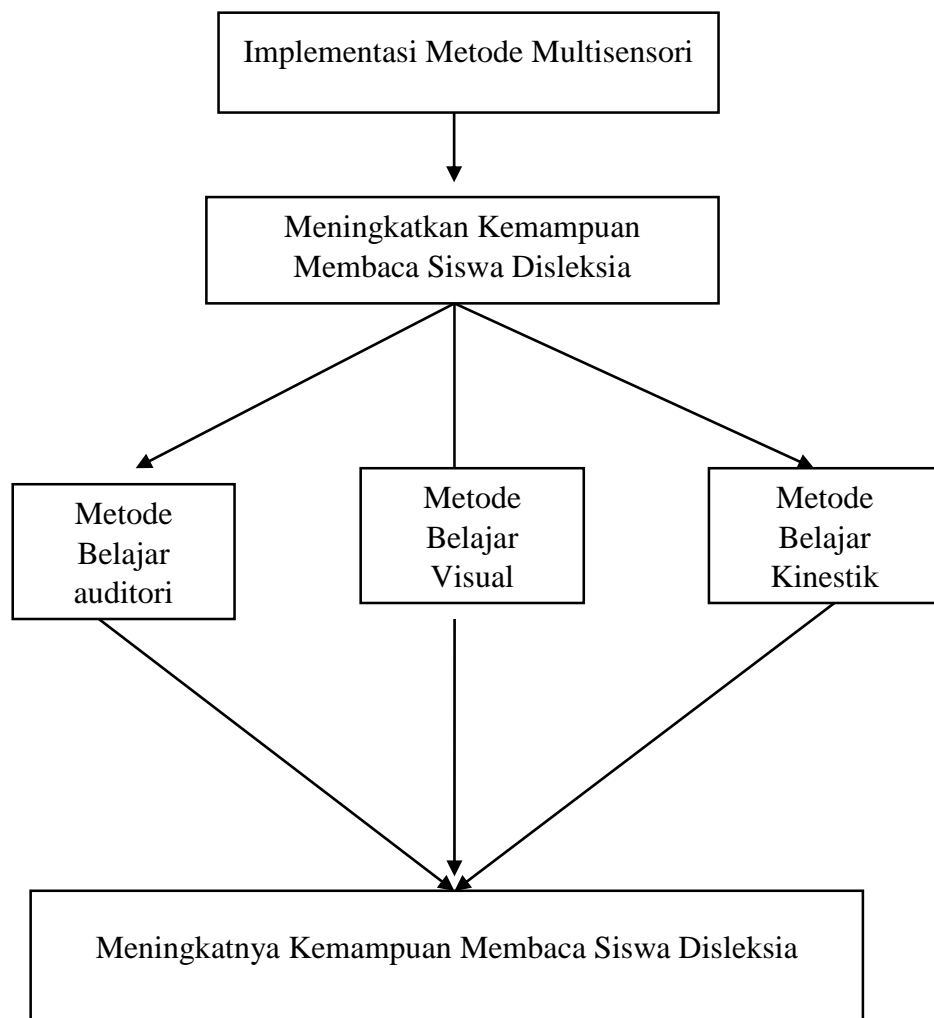 Implementasi Metode Multisensori
Meningkatkan Kemampuan
Membaca Siswa Disleksia
Metode
Belajar
auditori
Metode
Belajar
Visual
Metode
Belajar
Kinestik
Meningkatnya Kemampuan Membaca Siswa Disleksia